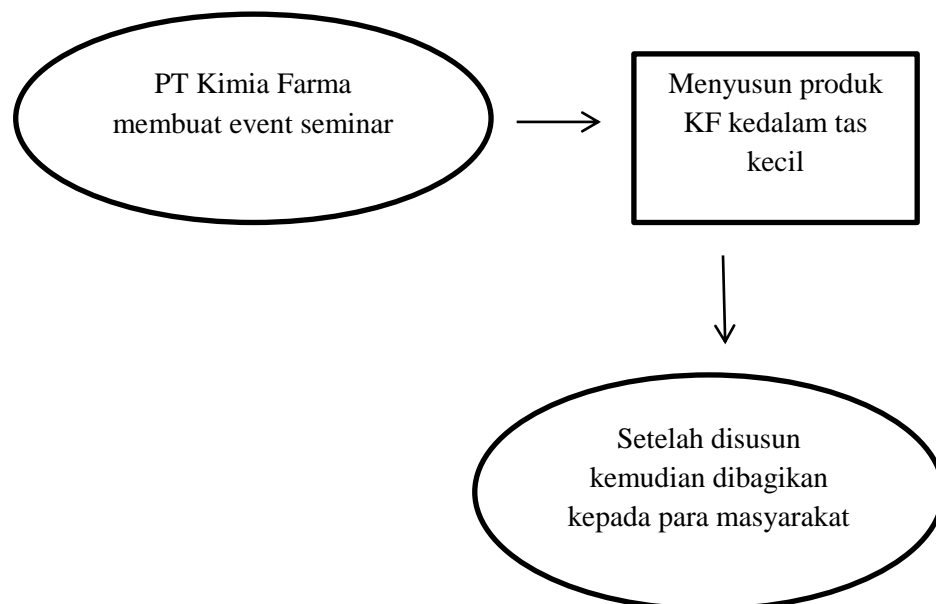 PT Kimia Farma
membuat event seminar
Menyusun produk
KF kedalam tas
kecil
Setelah disusun
kemudian dibagikan
kepada para masyarakat